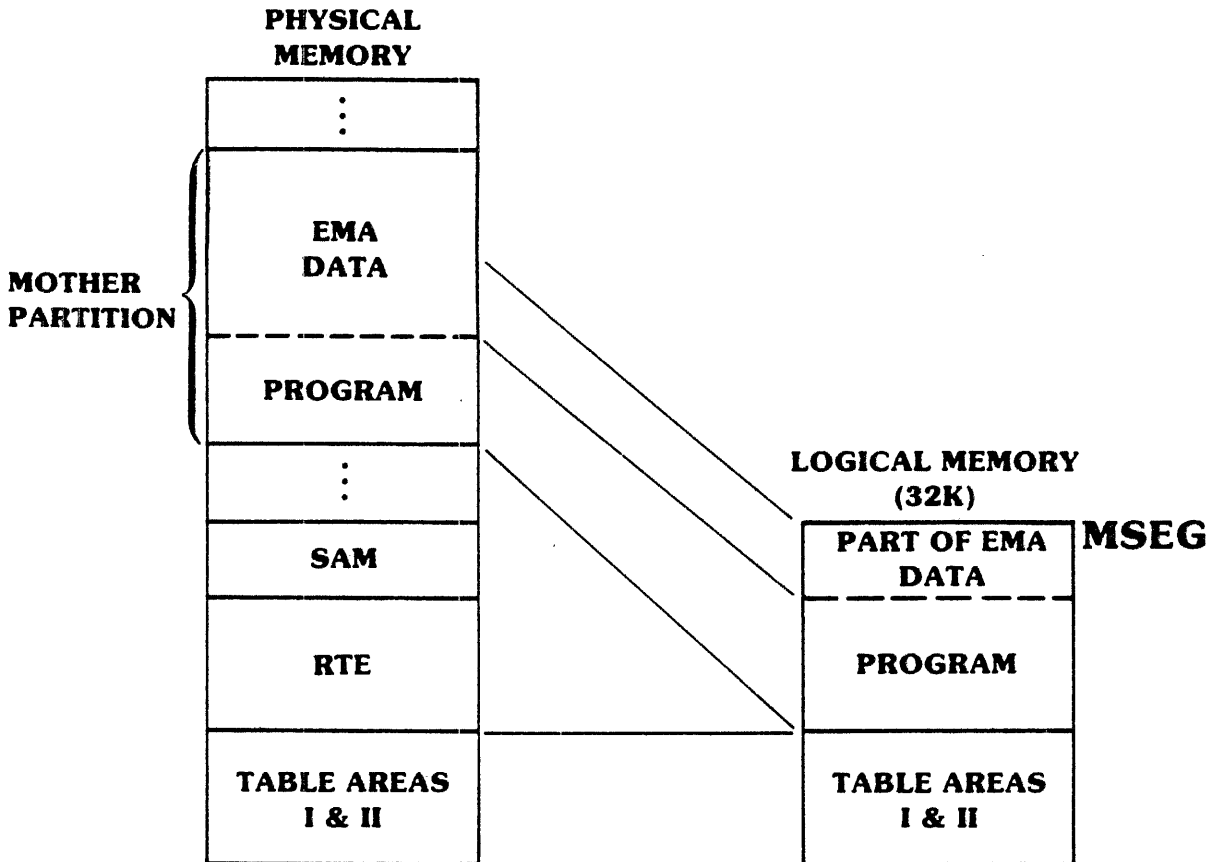 PHYSICAL
MEMORY
EMA
DATA
MOTHER
PARTITION
PROGRAM
SAM
RTE
TABLE AREAS
I & II
LOGICAL MEMORY
(32K)
PART OF EMA
DATA
MSEG
PROGRAM
TABLE AREAS
I & II